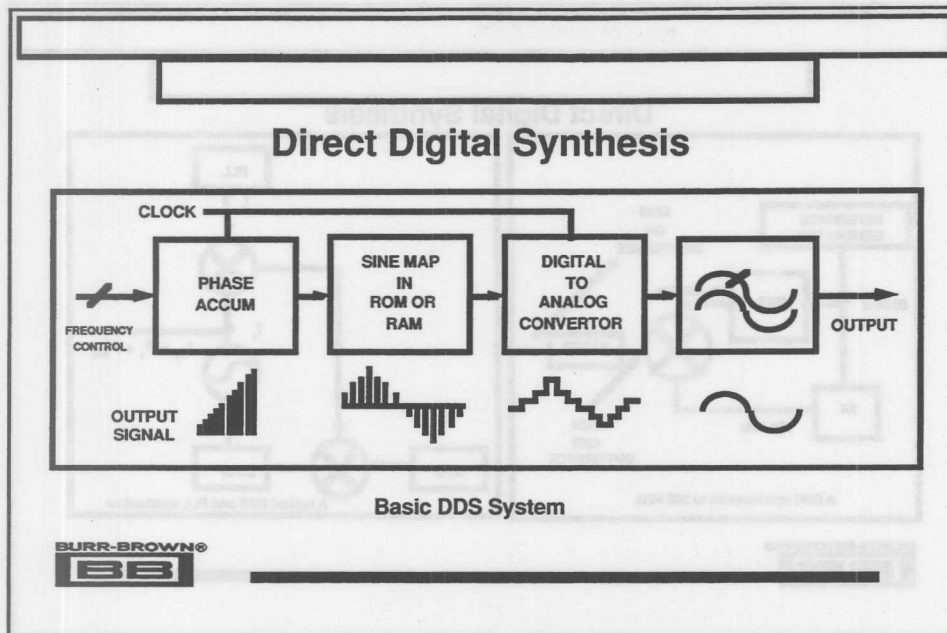 Direct Digital Synthesis
CLOCK
PHASE
ACCUM
SINE MAP
IN
ROM OR
RAM
DIGITAL
TO
ANALOG
CONVERTOR
FREQUENCY
CONTROL
OUTPUT
OUTPUT
SIGNAL
Basic DDS System
BURR-BROWN®
BB